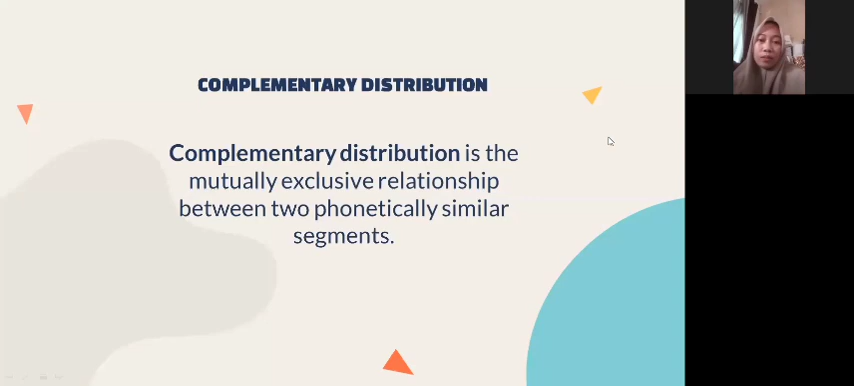 COMPLEMENTARY DISTRIBUTION
Complementary distribution is the
mutually exclusive relationship
between two phonetically similar
segments.